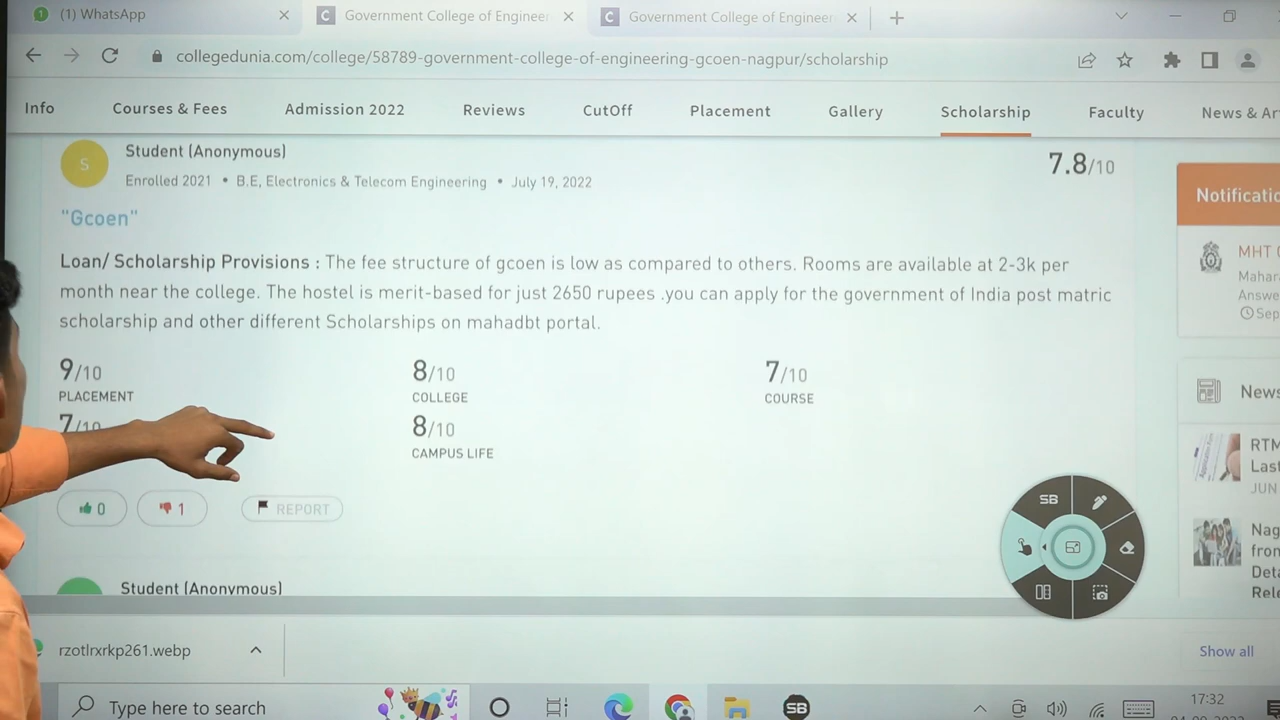 (1) WhatsApp
Government College of Engineer
Government College of Engineer
collegedunia.com/college/58789-government-college-of-engineering-gcoen-nagpur/scholarship
Info Courses & Fees Admission 2022 Reviews CutOff Placement Gallery Scholarship Faculty News & Ar
S
Student (Anonymous)
7.8/10
Enrolled 2021 • B.E, Electronics & Telecom Engineering • July 19, 2022
"Gcoen"
Loan/ Scholarship Provisions : The fee structure of gcoen is low as compared to others. Rooms are available at 2-3k per
month near the college. The hostel is merit-based for just 2650 rupees .you can apply for the government of India post matric
scholarship and other different Scholarships on mahadbt portal.
9/10 8/10 7/10
PLACEMENT COLLEGE COURSE
7/10 8/10
CAMPUS LIFE
0 1 REPORT
Student (Anonymous)
Notificatio
MHT C
Mahar
Answe
Sep
News
RTM
Last
JUN
Nag
from
Deta
Rele
SB
rzotlrxrkp261.webp
Show all
Type here to search
SB
17:32